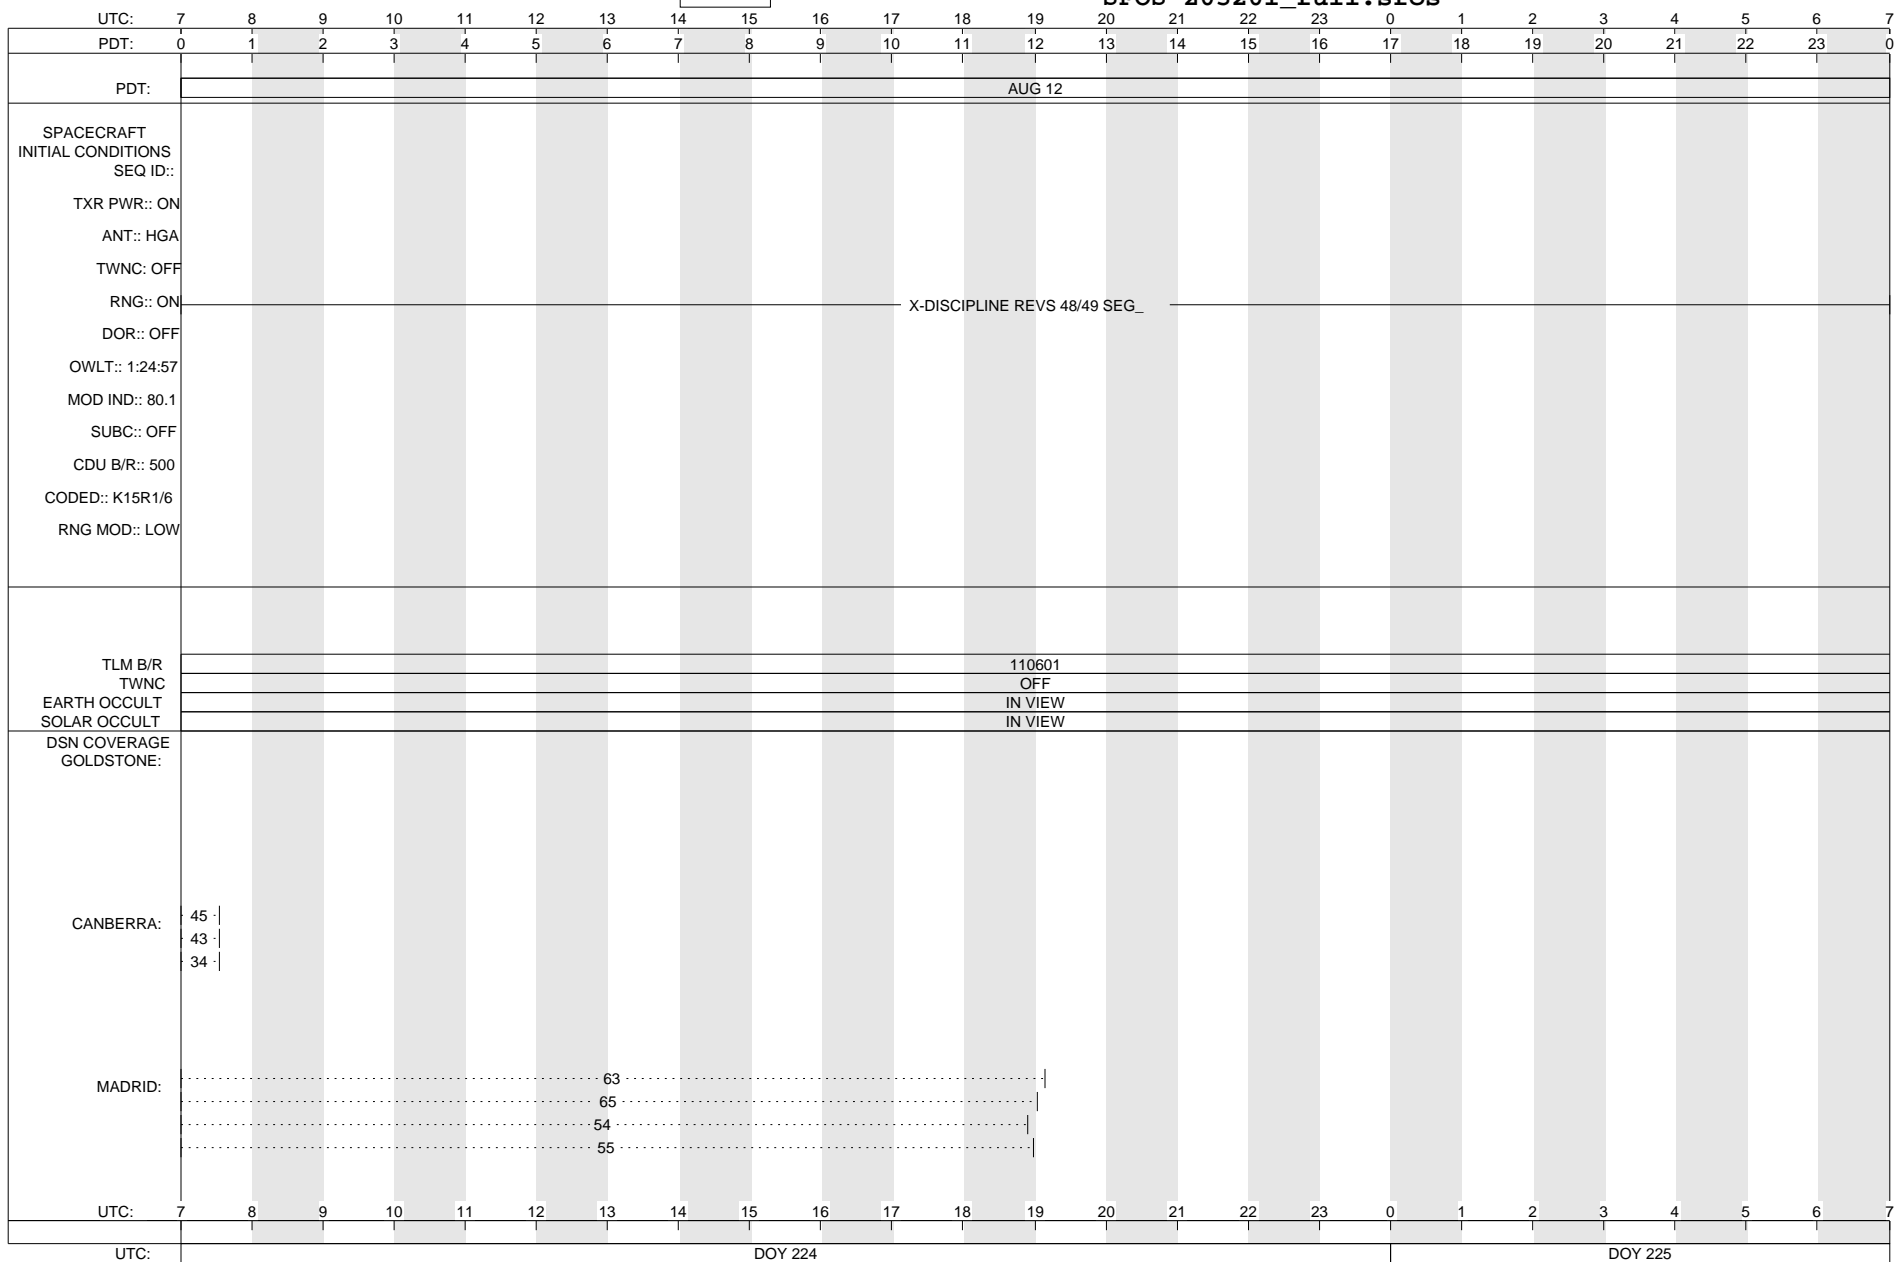 UTC: 7 8 9 10 11 12 13 14 15 16 17 18 19 20 21 22 23 0 1 2 3 4 5 6 7
PDT: 0 1 2 3 4 5 6 7 8 9 10 11 12 13 14 15 16 17 18 19 20 21 22 23 0
PDT: AUG 12
SPACECRAFT
INITIAL CONDITIONS
SEQ ID::
TXR PWR:: ON
ANT:: HGA
TWNC: OFF
RNG:: ON X-DISCIPLINE REVS 48/49 SEG_
DOR:: OFF
OWLT:: 1:24:57
MOD IND:: 80.1
SUBC:: OFF
CDU B/R:: 500
CODED:: K15R1/6
RNG MOD:: LOW
TLM B/R 110601
TWNC OFF
EARTH OCCULT IN VIEW
SOLAR OCCULT IN VIEW
DSN COVERAGE
GOLDSTONE:
45
CANBERRA:
43
34
63
MADRID:
65
54
55
UTC: 7 8 9 10 11 12 13 14 15 16 17 18 19 20 21 22 23 0 1 2 3 4 5 6 7
UTC: DOY 224 DOY 225